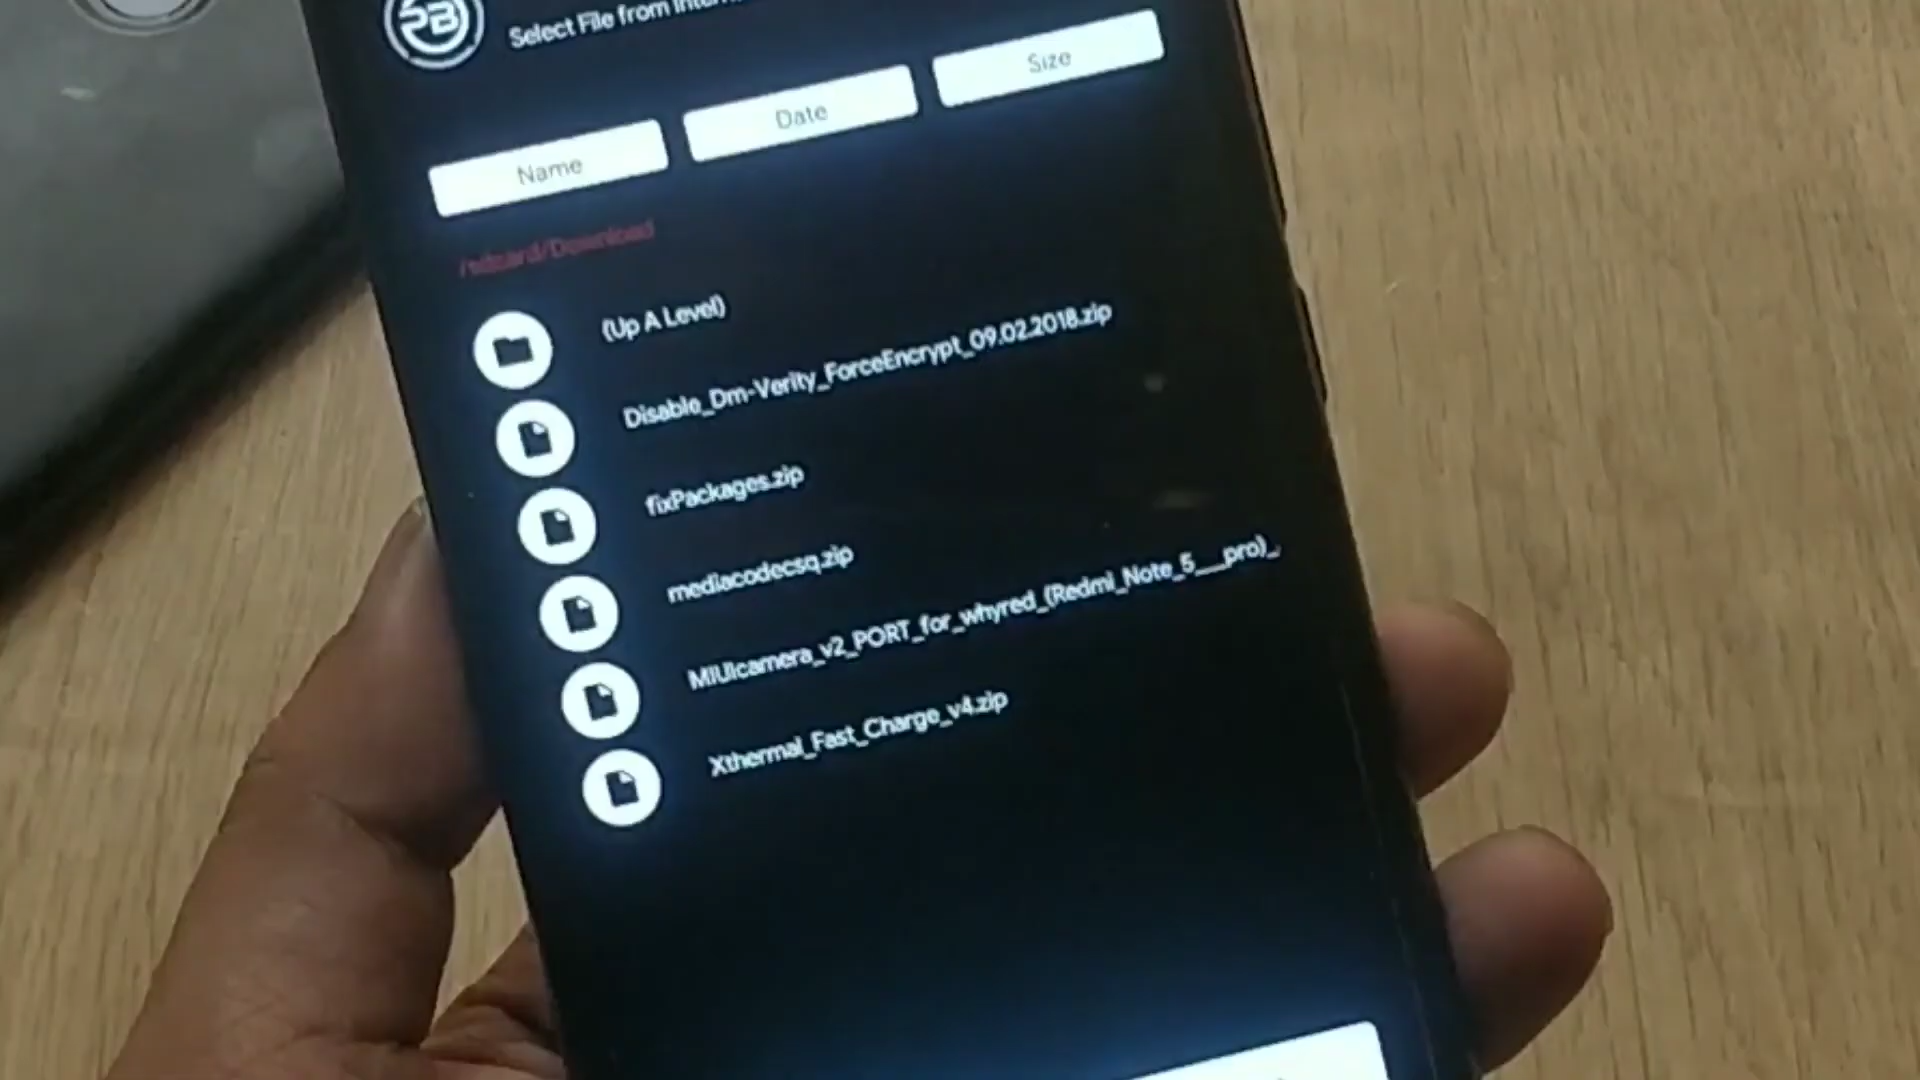 Select File from
Name
Date
Size
/sdcard/Download
(Up A Level)
Disable_Dm-Verity_ForceEncrypt_09.02.2018.zip
fixPackages.zip
mediacodecsq.zip
MIUIcamera_v2_PORT_for_whyred_(Redmi_Note_5___pro)_
Xthermal_Fast_Charge_v4.zip